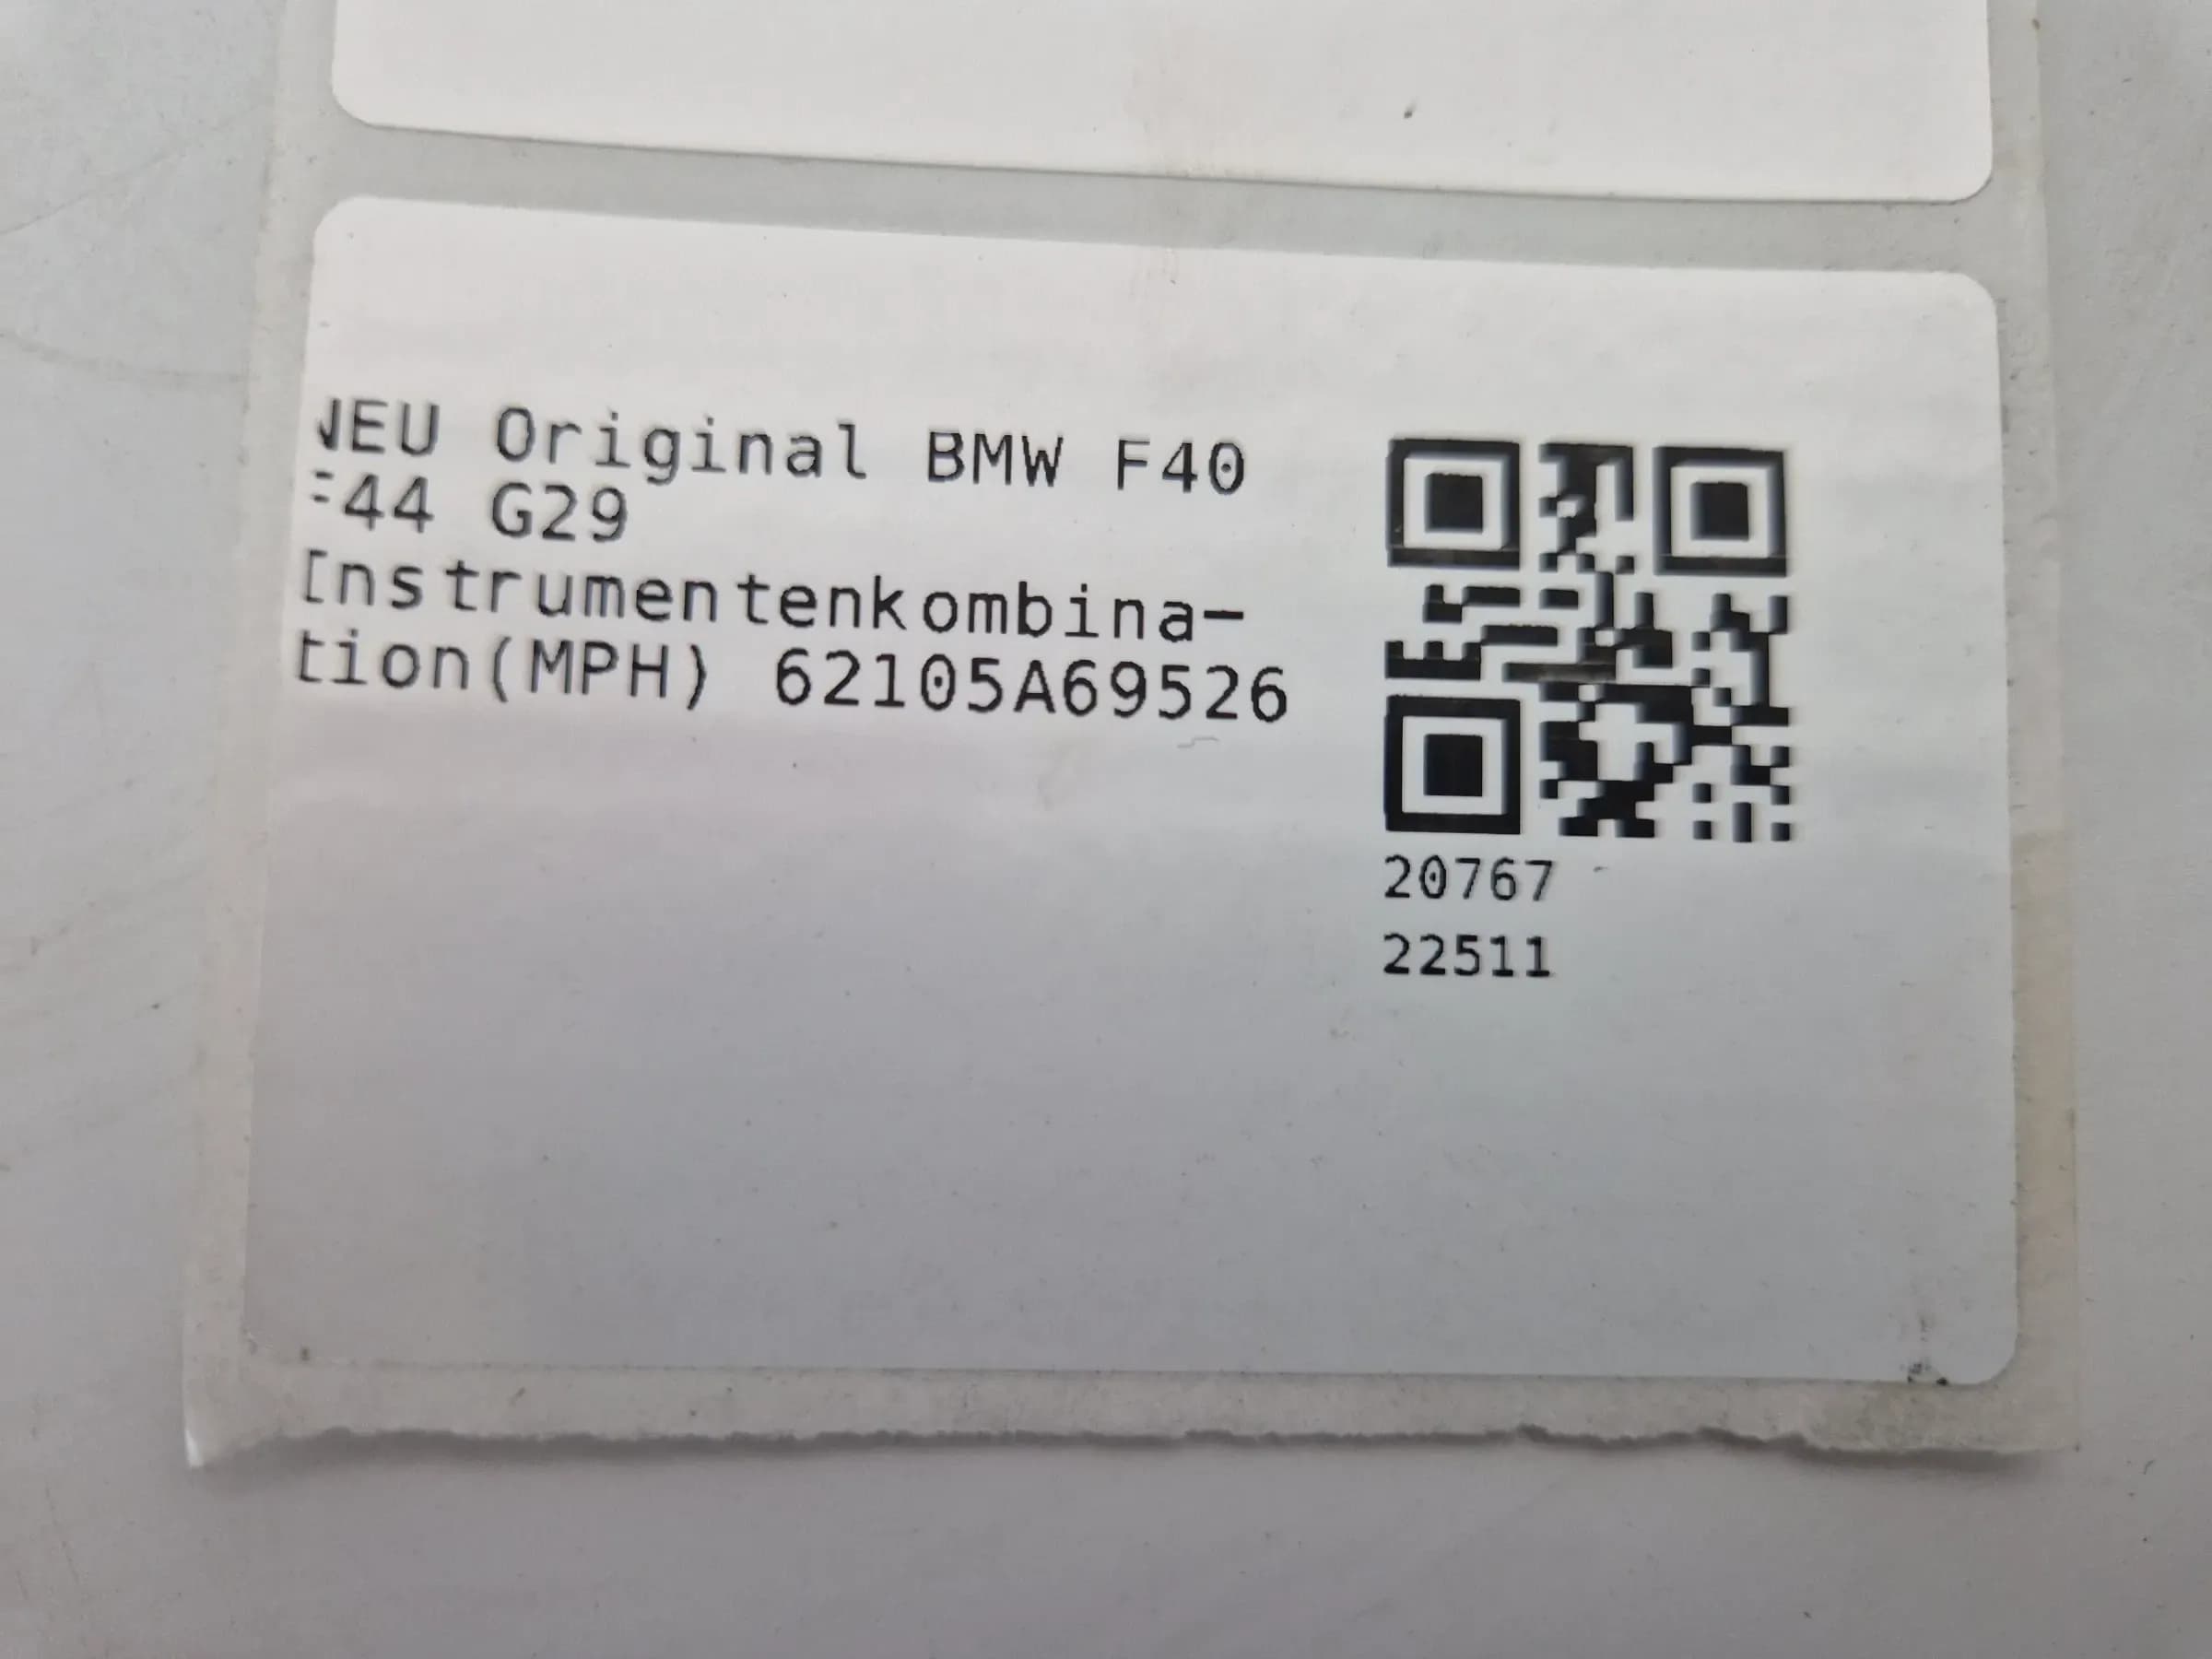 NEU Original BMW F40
F44 G29
Instrumentenkombina-
tion(MPH) 62105A69526
20767
22511